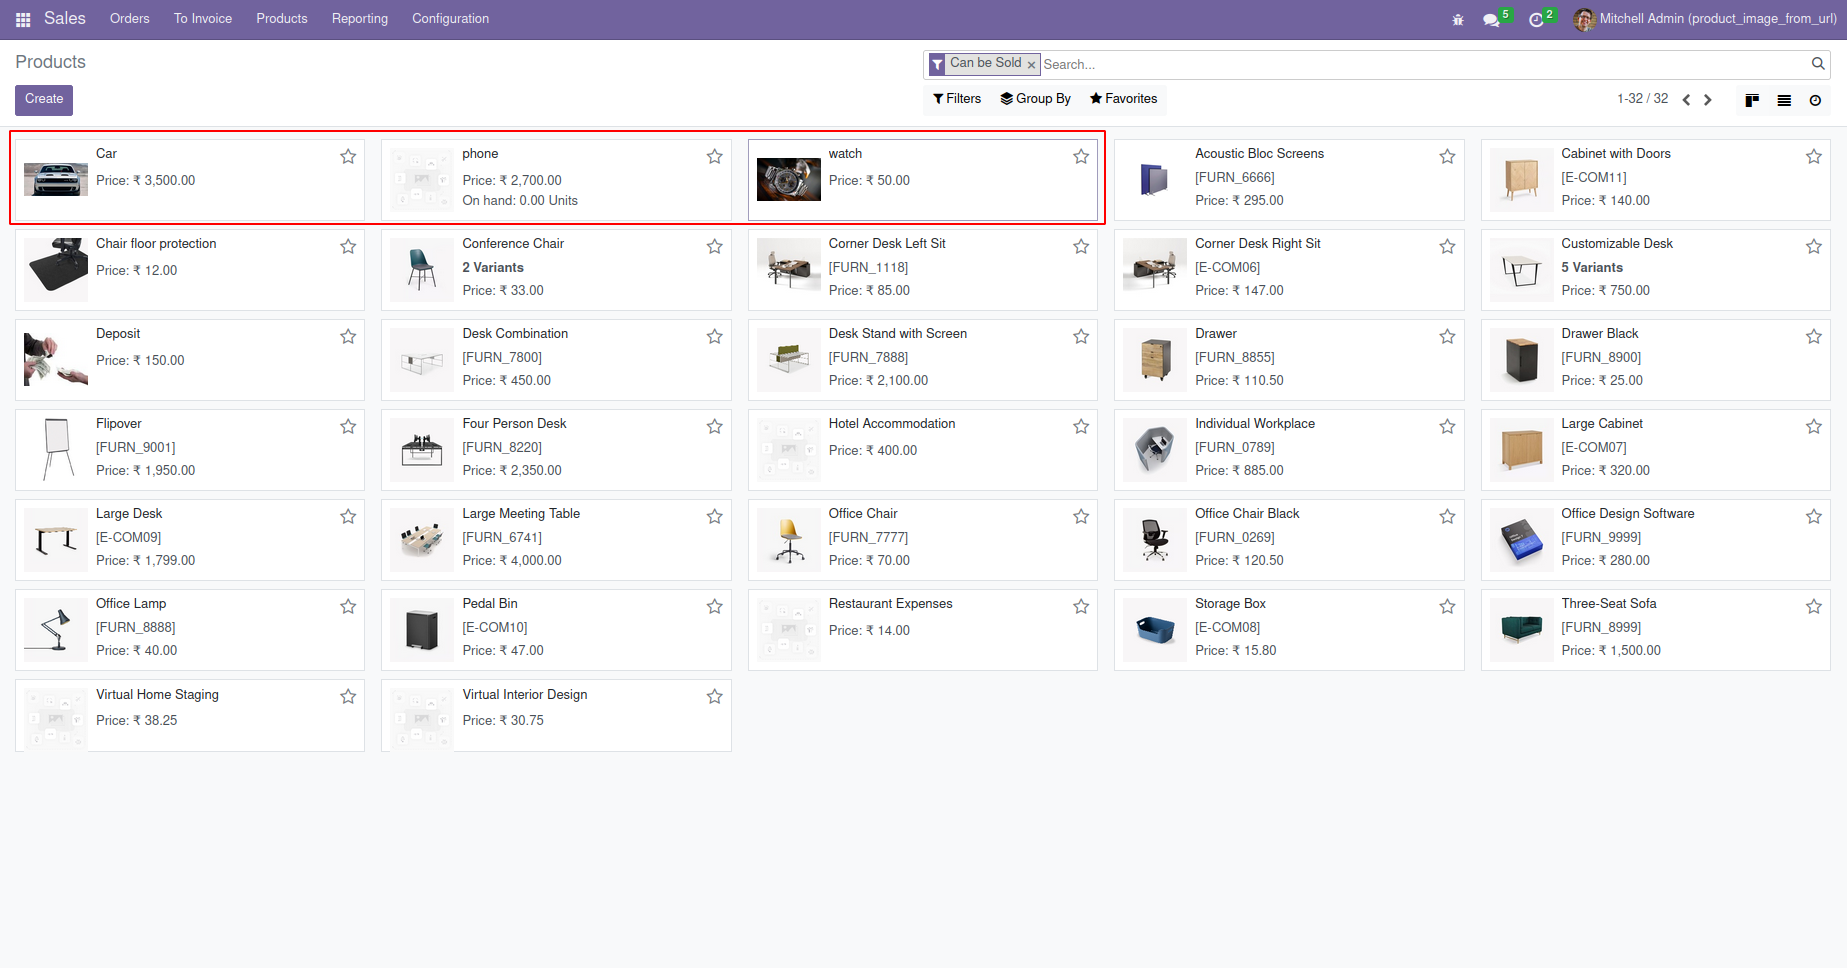 Sales Orders To Invoice Products Reporting Configuration 5 2 Mitchell Admin (product_image_from_url)
Products
Can be Sold × Search...
Create
Filters Group By Favorites 1-32 / 32
Car
Price: ₹ 3,500.00
phone
Price: ₹ 2,700.00
On hand: 0.00 Units
watch
Price: ₹ 50.00
Acoustic Bloc Screens
[FURN_6666]
Price: ₹ 295.00
Cabinet with Doors
[E-COM11]
Price: ₹ 140.00
Chair floor protection
Price: ₹ 12.00
Conference Chair
2 Variants
Price: ₹ 33.00
Corner Desk Left Sit
[FURN_1118]
Price: ₹ 85.00
Corner Desk Right Sit
[E-COM06]
Price: ₹ 147.00
Customizable Desk
5 Variants
Price: ₹ 750.00
Deposit
Price: ₹ 150.00
Desk Combination
[FURN_7800]
Price: ₹ 450.00
Desk Stand with Screen
[FURN_7888]
Price: ₹ 2,100.00
Drawer
[FURN_8855]
Price: ₹ 110.50
Drawer Black
[FURN_8900]
Price: ₹ 25.00
Flipover
[FURN_9001]
Price: ₹ 1,950.00
Four Person Desk
[FURN_8220]
Price: ₹ 2,350.00
Hotel Accommodation
Price: ₹ 400.00
Individual Workplace
[FURN_0789]
Price: ₹ 885.00
Large Cabinet
[E-COM07]
Price: ₹ 320.00
Large Desk
[E-COM09]
Price: ₹ 1,799.00
Large Meeting Table
[FURN_6741]
Price: ₹ 4,000.00
Office Chair
[FURN_7777]
Price: ₹ 70.00
Office Chair Black
[FURN_0269]
Price: ₹ 120.50
Office Design Software
[FURN_9999]
Price: ₹ 280.00
Office Lamp
[FURN_8888]
Price: ₹ 40.00
Pedal Bin
[E-COM10]
Price: ₹ 47.00
Restaurant Expenses
Price: ₹ 14.00
Storage Box
[E-COM08]
Price: ₹ 15.80
Three-Seat Sofa
[FURN_8999]
Price: ₹ 1,500.00
Virtual Home Staging
Price: ₹ 38.25
Virtual Interior Design
Price: ₹ 30.75